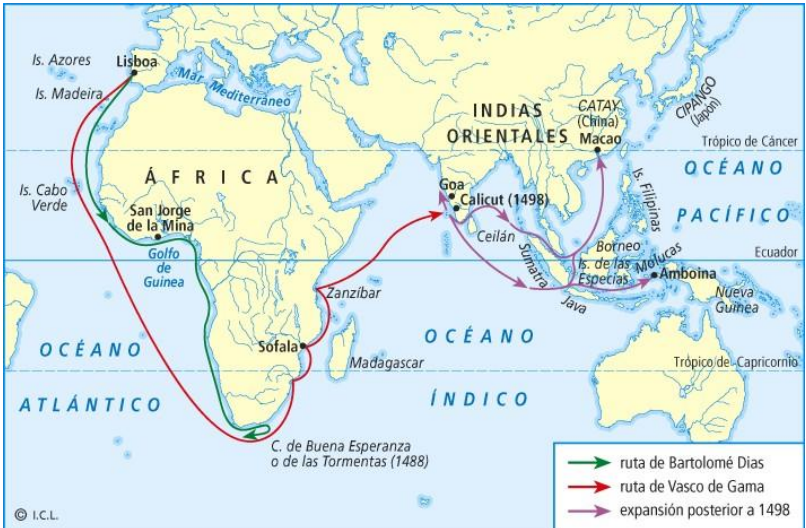 Is. Azores
Lisboa
Is. Madeira
Mar Mediterráneo
ÁFRICA
Is. Cabo
Verde
San Jorge
de la Mina
Golfo
de
Guinea
INDIAS
ORIENTALES
CATAY
(China)
Macao
CIPANGO
(Japón)
Trópico de Cáncer
OCÉANO
PACÍFICO
Goa
Calicut (1498)
Ceilán
Is. Filipinas
Ecuador
Borneo
Is. de las
Especias
Molucas
Amboina
Sumatra
Java
Nueva
Guinea
Zanzíbar
Sofala
Madagascar
OCÉANO
ATLÁNTICO
OCÉANO
ÍNDICO
Trópico de Capricornio
C. de Buena Esperanza
o de las Tormentas (1488)
ruta de Bartolomé Dias
ruta de Vasco de Gama
expansión posterior a 1498
© I.C.L.